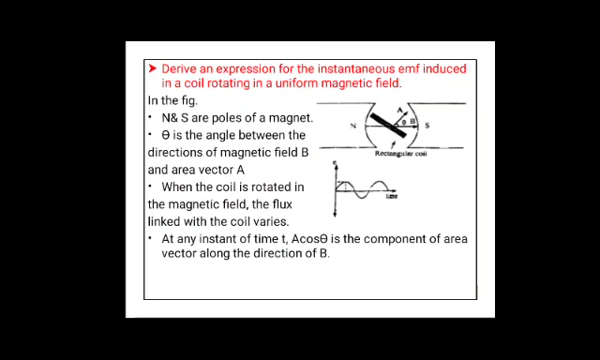 ➤ Derive an expression for the instantaneous emf induced
in a coil rotating in a uniform magnetic field.
In the fig.
• N& S are poles of a magnet.
• θ is the angle between the
directions of magnetic field B
and area vector A
• When the coil is rotated in
the magnetic field, the flux
linked with the coil varies.
• At any instant of time t, Acosθ is the component of area
vector along the direction of B.
A
N θ B S
Rectangular coil
e
time